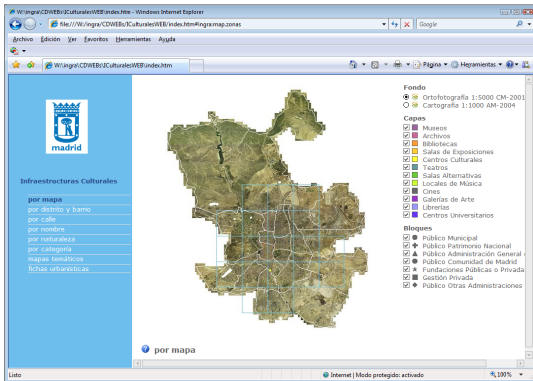 W:\ingra\CDWEBs\ICulturalesWEB\index.htm - Windows Internet Explorer
file:///W:/ingra/CDWEBs/ICulturalesWEB/index.htm#ingra:map.zonas
Google
Archivo Edición Ver Favoritos Herramientas Ayuda
W:\ingra\CDWEBs\ICulturalesWEB\index.htm
Página Herramientas
madrid
Infraestructuras Culturales
por mapa
por distrito y barrio
por calle
por nombre
por naturaleza
por categoría
mapas temáticos
fichas urbanísticas
Fondo
Ortofotografía 1:5000 CM-2001
Cartografía 1:1000 AM-2004
Capas
Museos
Archivos
Bibliotecas
Salas de Exposiciones
Centros Culturales
Teatros
Salas Alternativas
Locales de Música
Cines
Galerías de Arte
Librerías
Centros Universitarios
Bloques
Público Municipal
Público Patrimonio Nacional
Público Administración General
Público Comunidad de Madrid
Fundaciones Públicas o Privada
Gestión Privada
Público Otras Administraciones
por mapa
Listo
Internet | Modo protegido: activado
100%